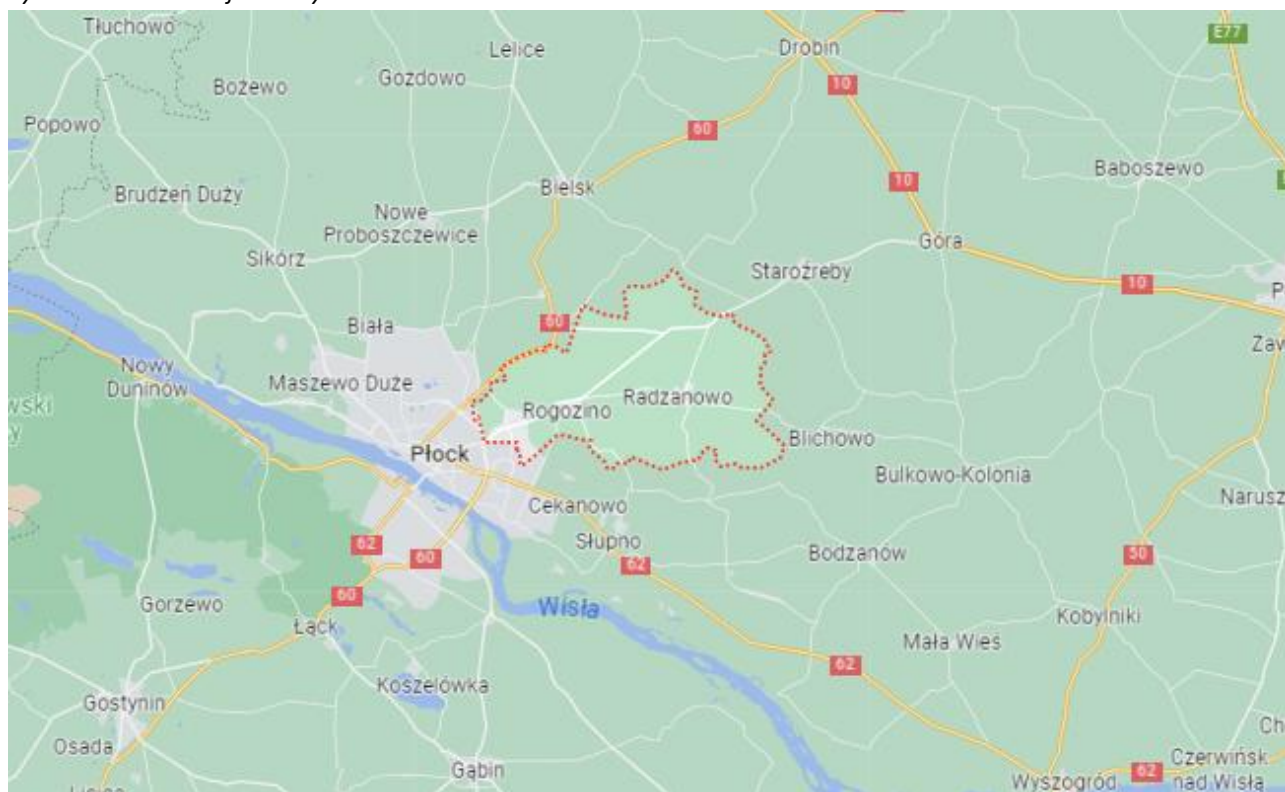 Tłuchowo
Lelice
Drobin
E77
Gozdowo
Bożewo
10
Popowo
60
Baboszewo
Bielsk
10
Brudzeń Duży
Nowe
Proboszczewice
Góra
Sikórz
Staroźreby
10
Biała
60
Nowy
Duninów
Maszewo Duże
Radzanowo
Rogozino
Blichowo
Płock
Bulkowo-Kolonia
Cekanowo
Słupno
62
60
62
Bodzanów
50
60
Gorzewo
Wisła
Łąck
Kobylniki
Mała Wieś
62
Koszelówka
Gostynin
Osada
Gąbin
Czerwińsk
nad Wisłą
Wyszogród
62